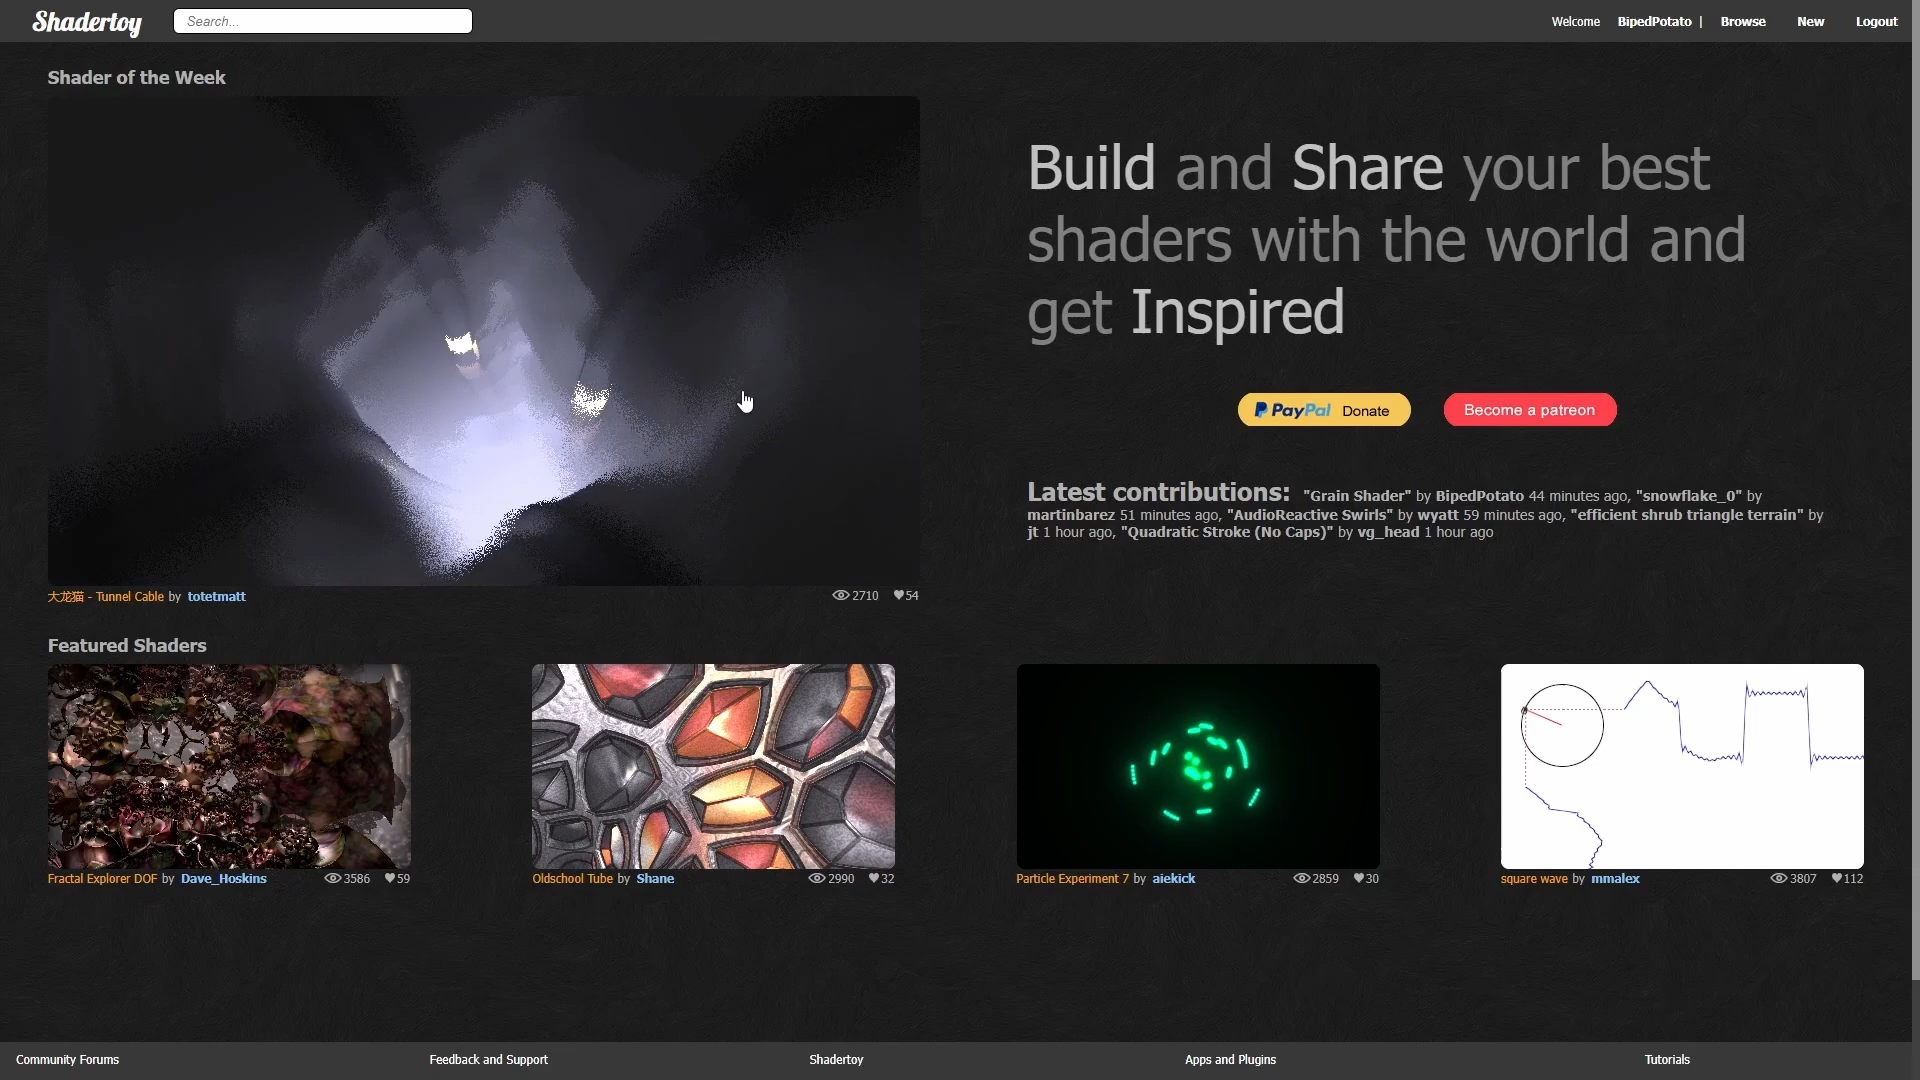 Shadertoy
Search...
Welcome BipedPotato | Browse New Logout
Shader of the Week
大龙猫 - Tunnel Cable by totetmatt 2710 54
Build and Share your best
shaders with the world and
get Inspired
PayPal Donate
Become a patreon
Latest contributions: "Grain Shader" by BipedPotato 44 minutes ago, "snowflake_0" by
martinbarez 51 minutes ago, "AudioReactive Swirls" by wyatt 59 minutes ago, "efficient shrub triangle terrain" by
jt 1 hour ago, "Quadratic Stroke (No Caps)" by vg_head 1 hour ago
Featured Shaders
Fractal Explorer DOF by Dave_Hoskins 3586 59
Oldschool Tube by Shane 2990 32
Particle Experiment 7 by aiekick 2859 30
square wave by mmalex 3807 112
Community Forums
Feedback and Support
Shadertoy
Apps and Plugins
Tutorials